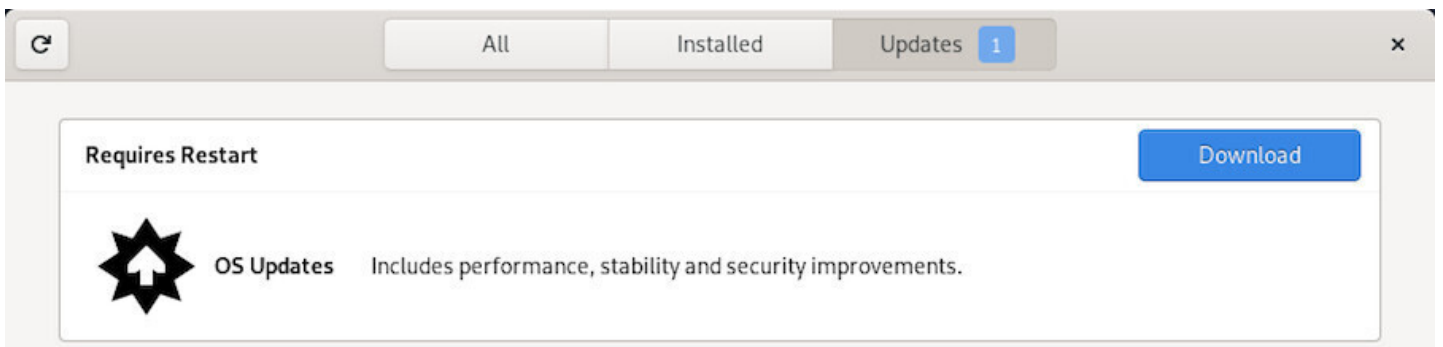 All Installed Updates 1
Requires Restart Download
OS Updates Includes performance, stability and security improvements.